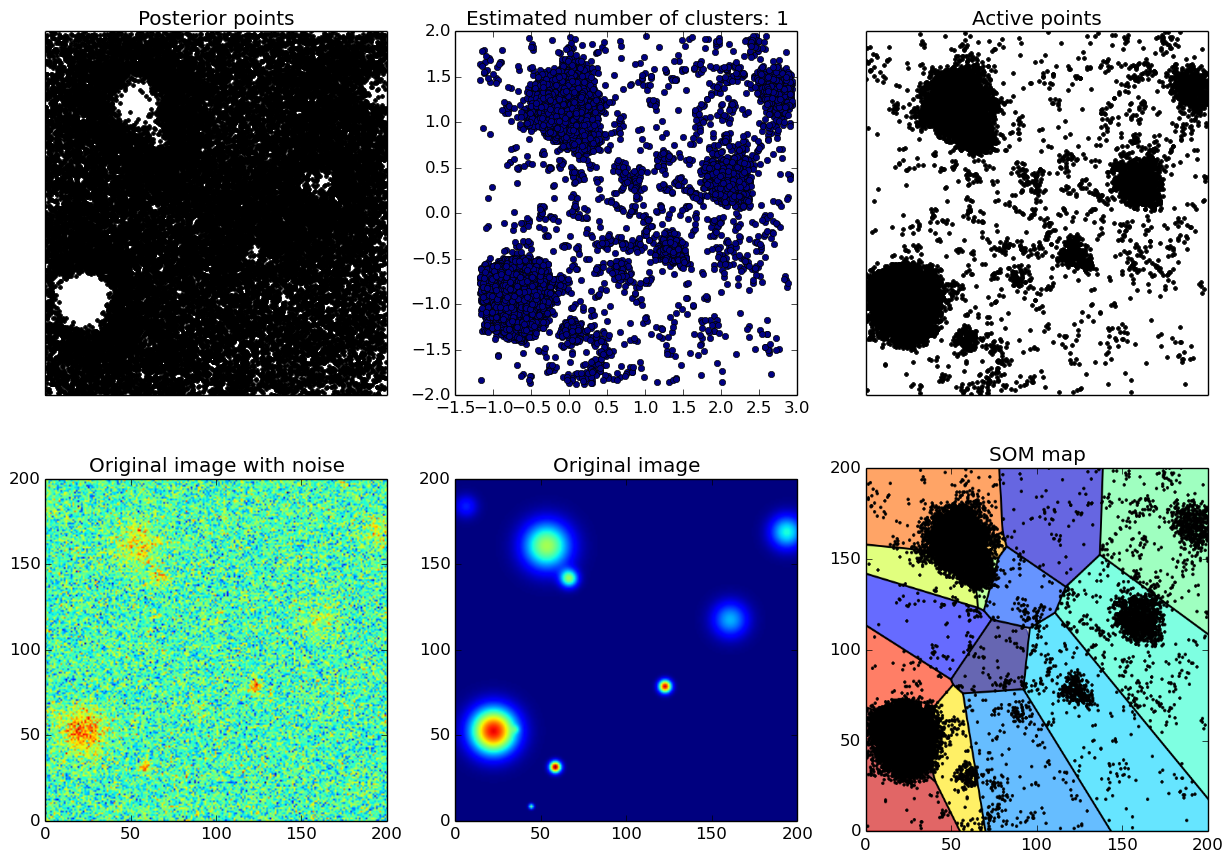 Posterior points
Estimated number of clusters: 1
Active points
2.0
1.5
1.0
0.5
0.0
−0.5
−1.0
−1.5
−2.0
−1.5−1.0−0.5 0.0 0.5 1.0 1.5 2.0 2.5 3.0
Original image with noise
Original image
SOM map
200
150
100
50
0
0 50 100 150 200
200
150
100
50
0
0 50 100 150 200
200
150
100
50
0
0 50 100 150 200